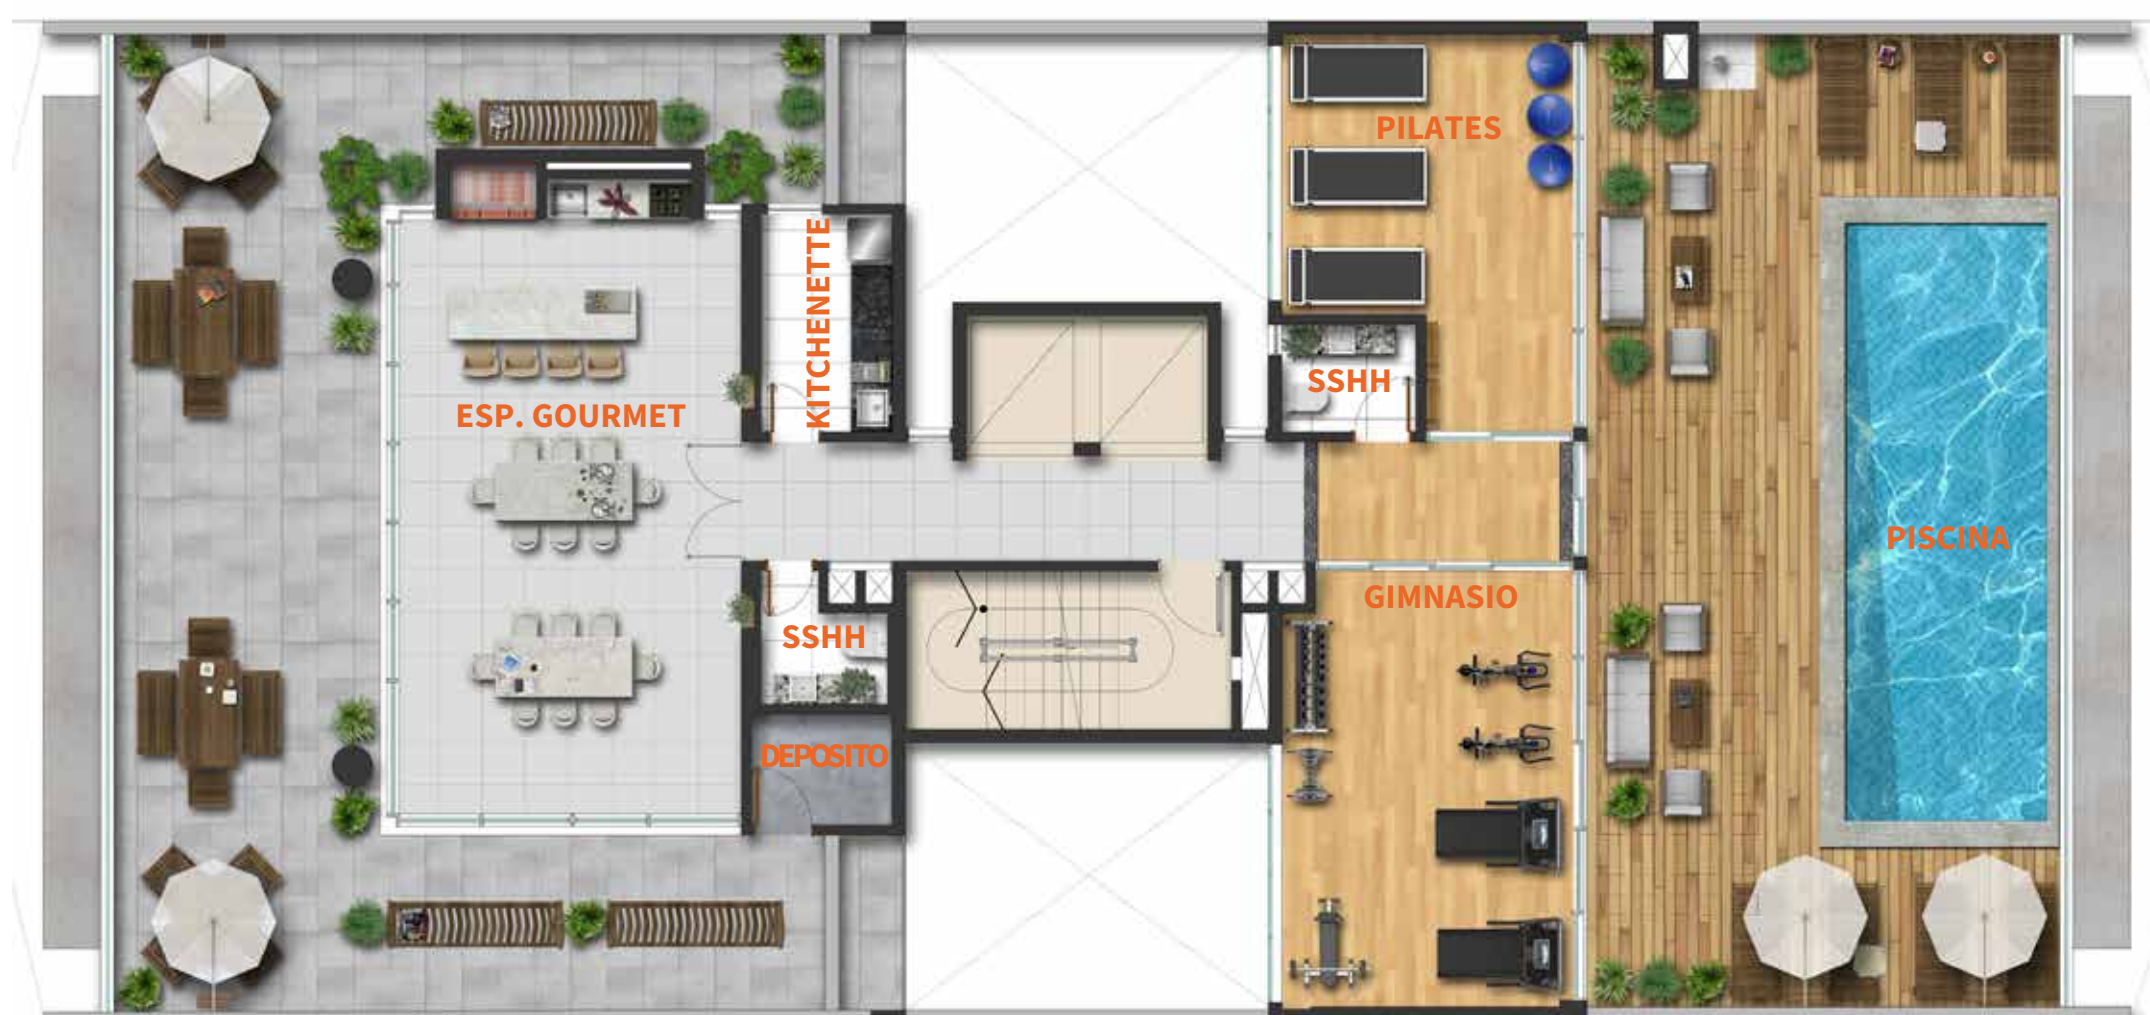 PILATES
KITCHENETTE
SSHH
ESP. GOURMET
PISCINA
GIMNASIO
SSHH
DEPOSITO